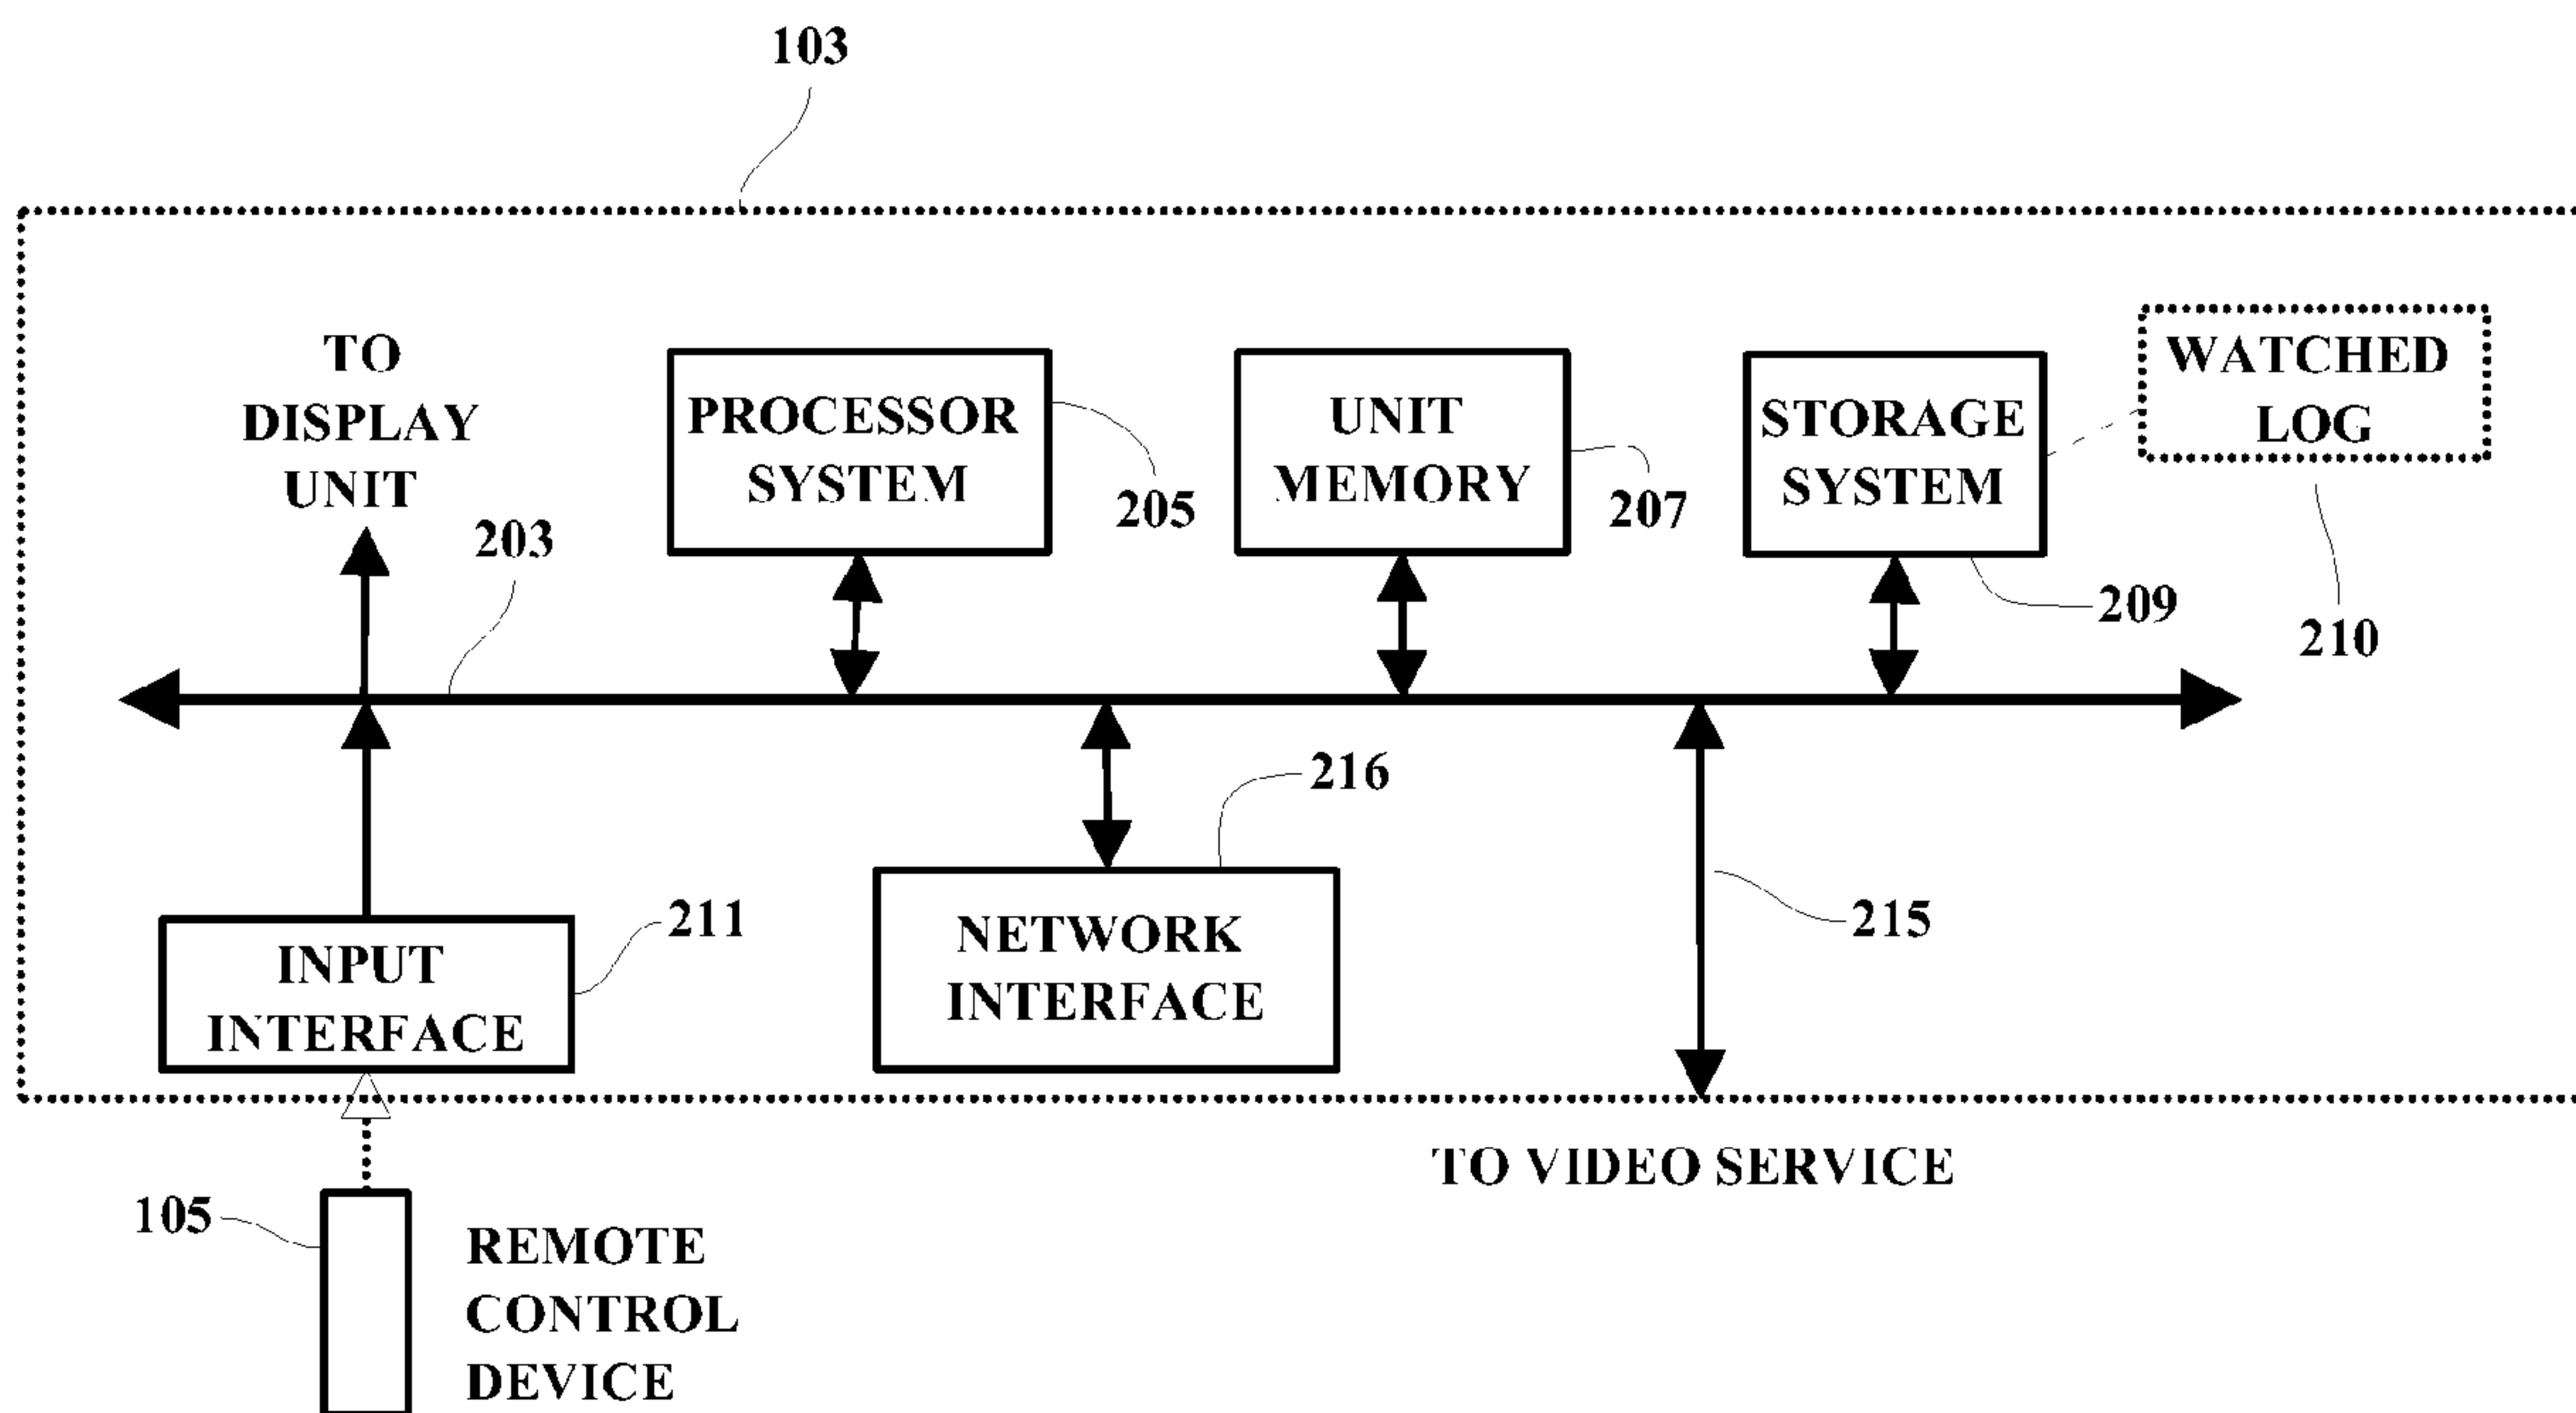 103
TO
DISPLAY
UNIT
203
PROCESSOR
SYSTEM
205
UNIT
MEMORY
207
STORAGE
SYSTEM
209
WATCHED
LOG
210
INPUT
INTERFACE
211
NETWORK
INTERFACE
216
215
TO VIDEO SERVICE
105
REMOTE
CONTROL
DEVICE